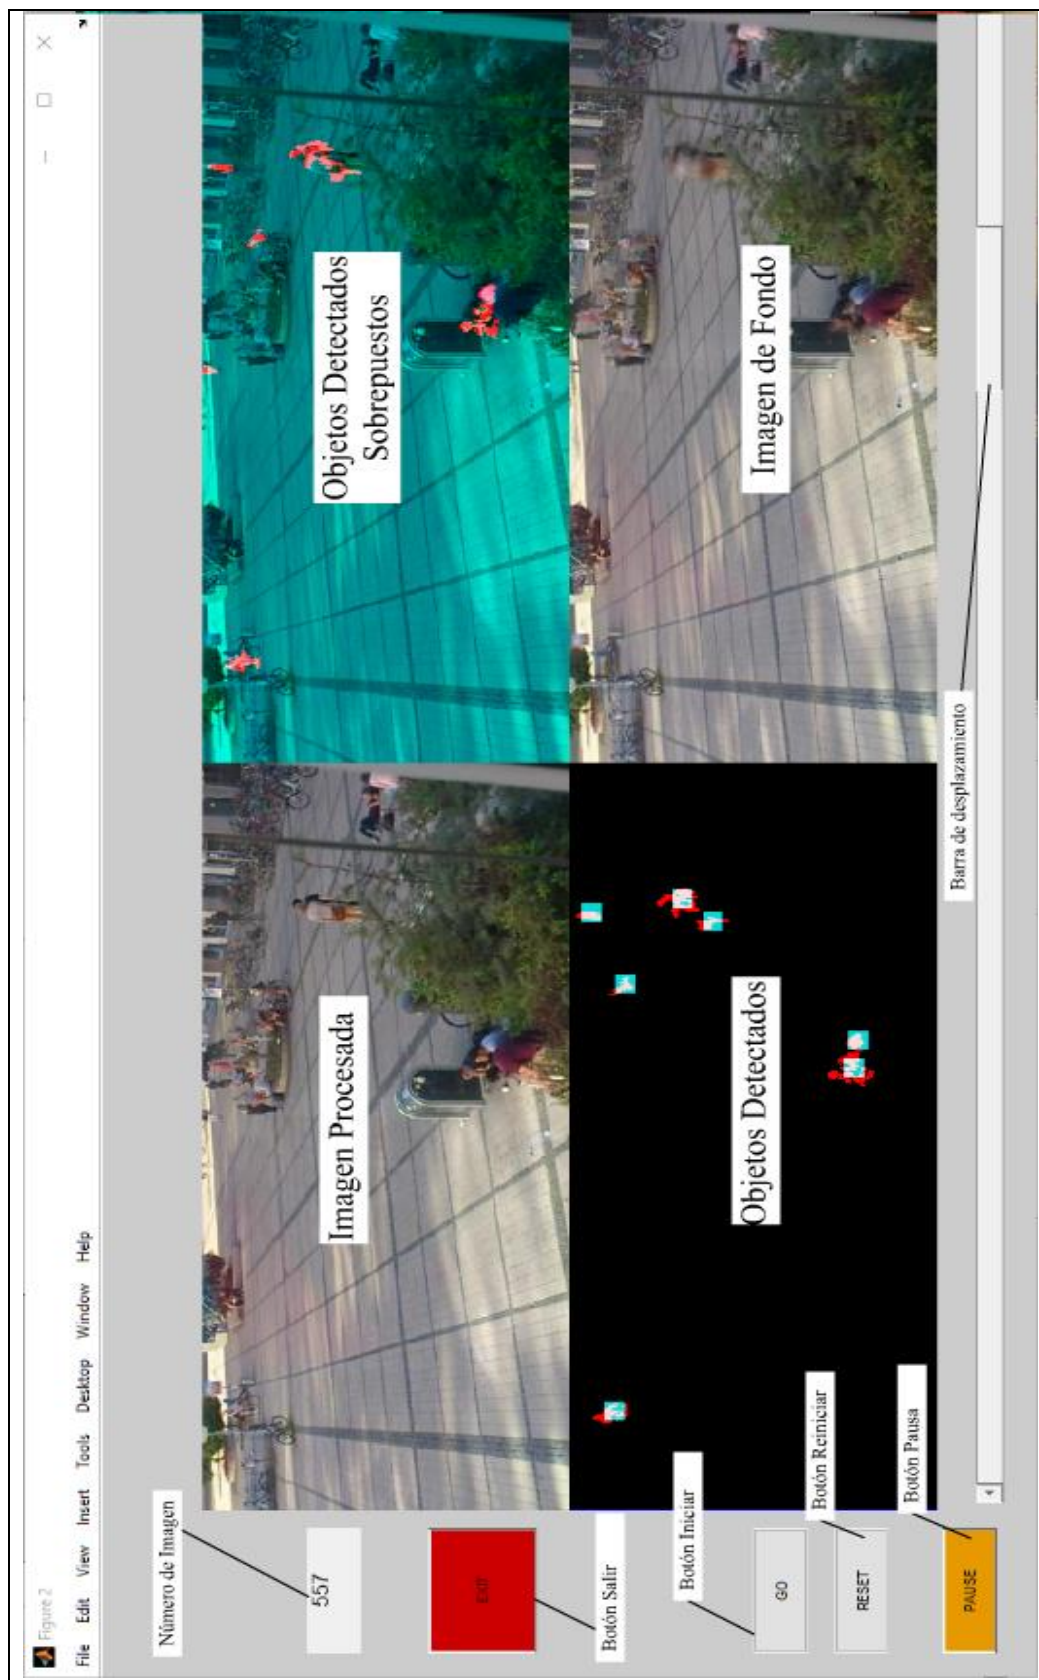 Figure 2
File Edit View Insert Tools Desktop Window Help
Número de Imagen
557
EXIT
Botón Salir
Botón Iniciar
GO
RESET
Botón Reiniciar
PAUSE
Botón Pausa
Imagen Procesada
Objetos Detectados
Sobrepuestos
Objetos Detectados
Imagen de Fondo
Barra de desplazamiento